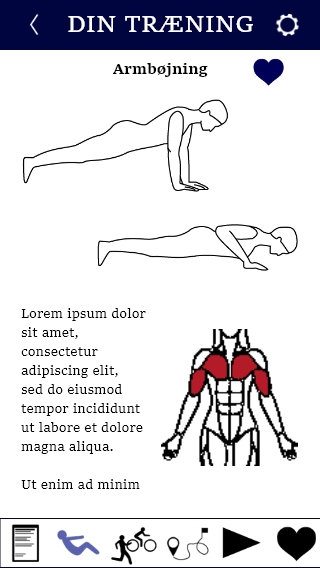 DIN TRÆNING
Armbøjning
Lorem ipsum dolor
sit amet,
consectetur
adipiscing elit,
sed do eiusmod
tempor incididunt
ut labore et dolore
magna aliqua.
Ut enim ad minim